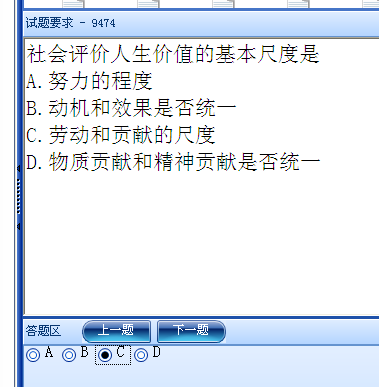 试题要求 - 9474
社会评价人生价值的基本尺度是
A.努力的程度
B.动机和效果是否统一
C.劳动和贡献的尺度
D.物质贡献和精神贡献是否统一
答题区 上一题 下一题
A B C D